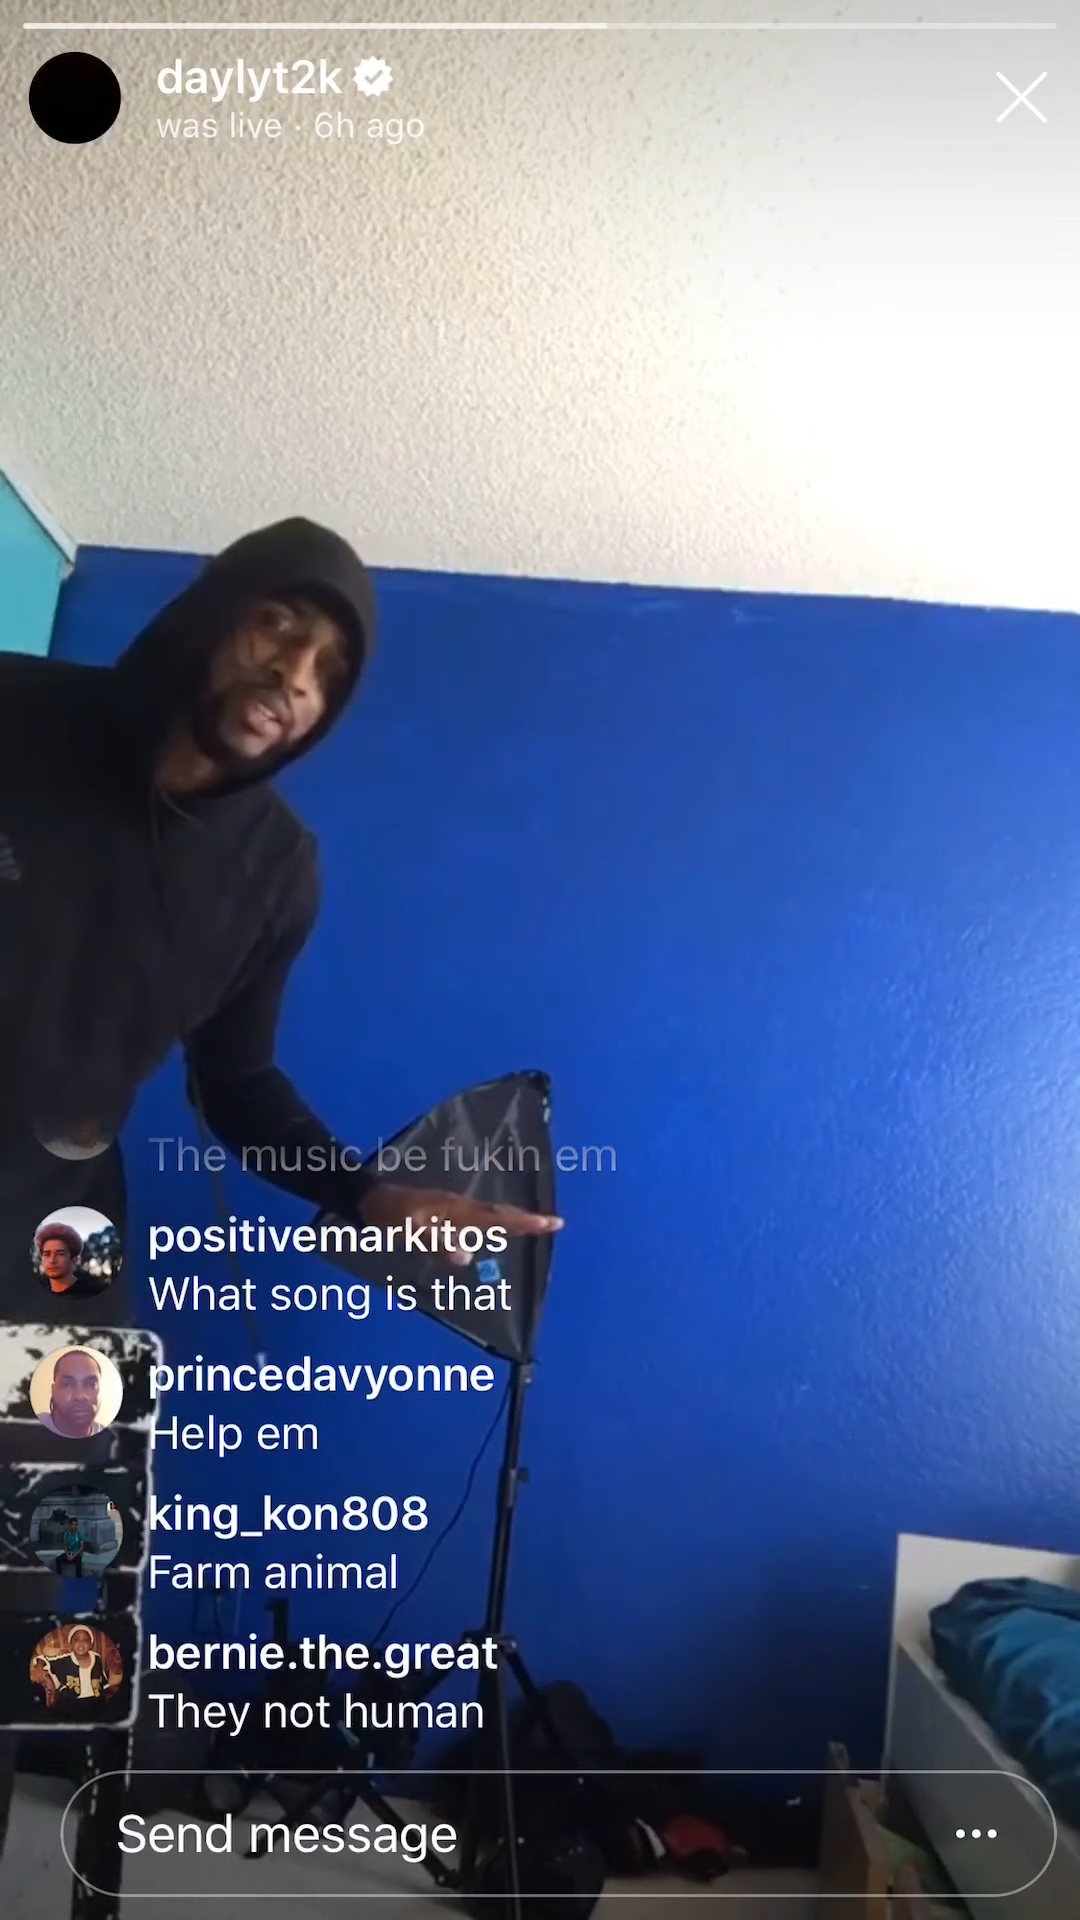 daylyt2k
was live · 6h ago
The music be fukin em
positivemarkitos
What song is that
princedavyonne
Help em
king_kon808
Farm animal
bernie.the.great
They not human
Send message